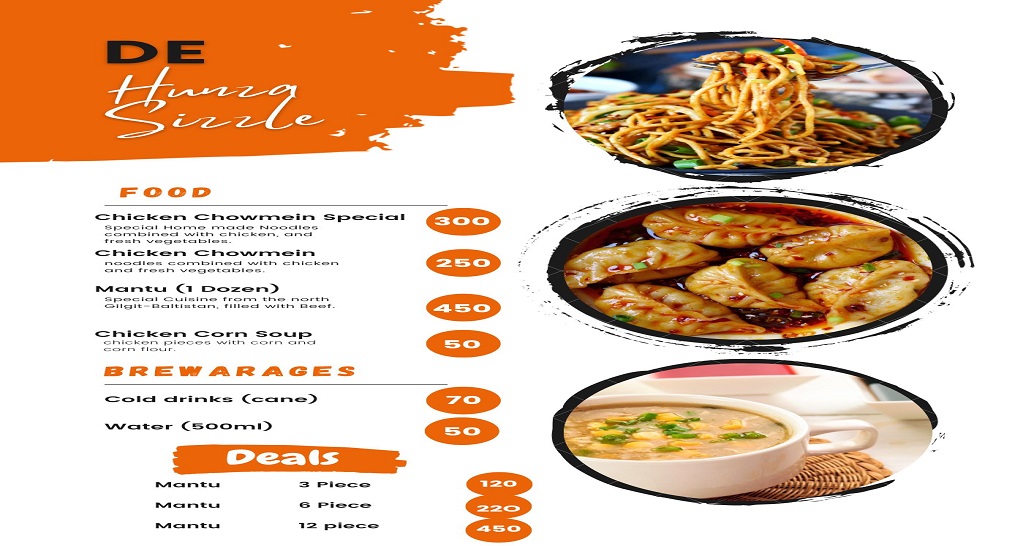 DE
Hunza
Sizzle
FOOD
Chicken Chowmein Special 300
Special Home made Noodles
combined with chicken, and
fresh vegetables.
Chicken Chowmein 250
noodles combined with chicken
and fresh vegetables.
Mantu (1 Dozen) 450
Special Cuisine from the north
Gilgit-Baltistan, filled with Beef.
Chicken Corn Soup 50
chicken pieces with corn and
corn flour.
BREWARAGES
Cold drinks (cane) 70
Water (500ml) 50
Deals
Mantu 3 Piece 120
Mantu 6 Piece 220
Mantu 12 piece 450